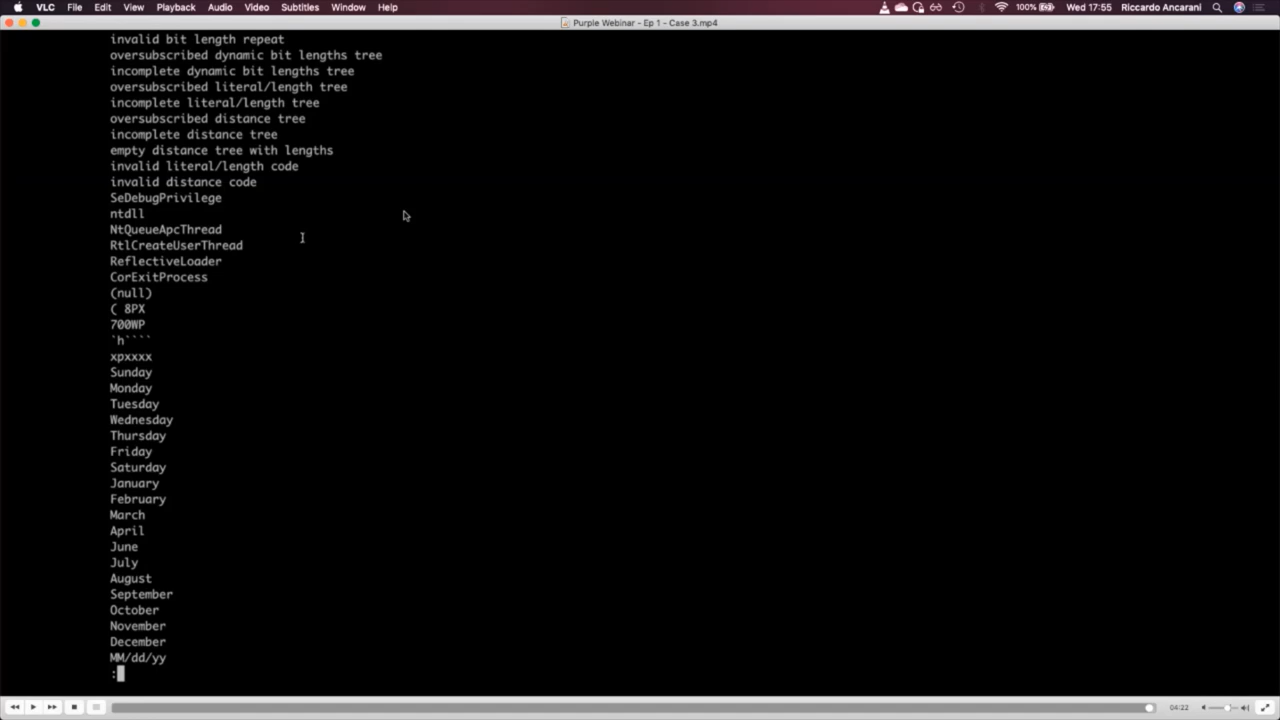 VLC File Edit View Playback Audio Video Subtitles Window Help 100% Wed 17:55 Riccardo Ancarani
Purple Webinar - Ep 1 - Case 3.mp4
invalid bit length repeat
oversubscribed dynamic bit lengths tree
incomplete dynamic bit lengths tree
oversubscribed literal/length tree
incomplete literal/length tree
oversubscribed distance tree
incomplete distance tree
empty distance tree with lengths
invalid literal/length code
invalid distance code
SeDebugPrivilege
ntdll
NtQueueApcThread
RtlCreateUserThread
ReflectiveLoader
CorExitProcess
(null)
( 8PX
700WP
`h````
xpxxxx
Sunday
Monday
Tuesday
Wednesday
Thursday
Friday
Saturday
January
February
March
April
June
July
August
September
October
November
December
MM/dd/yy
:
04:22